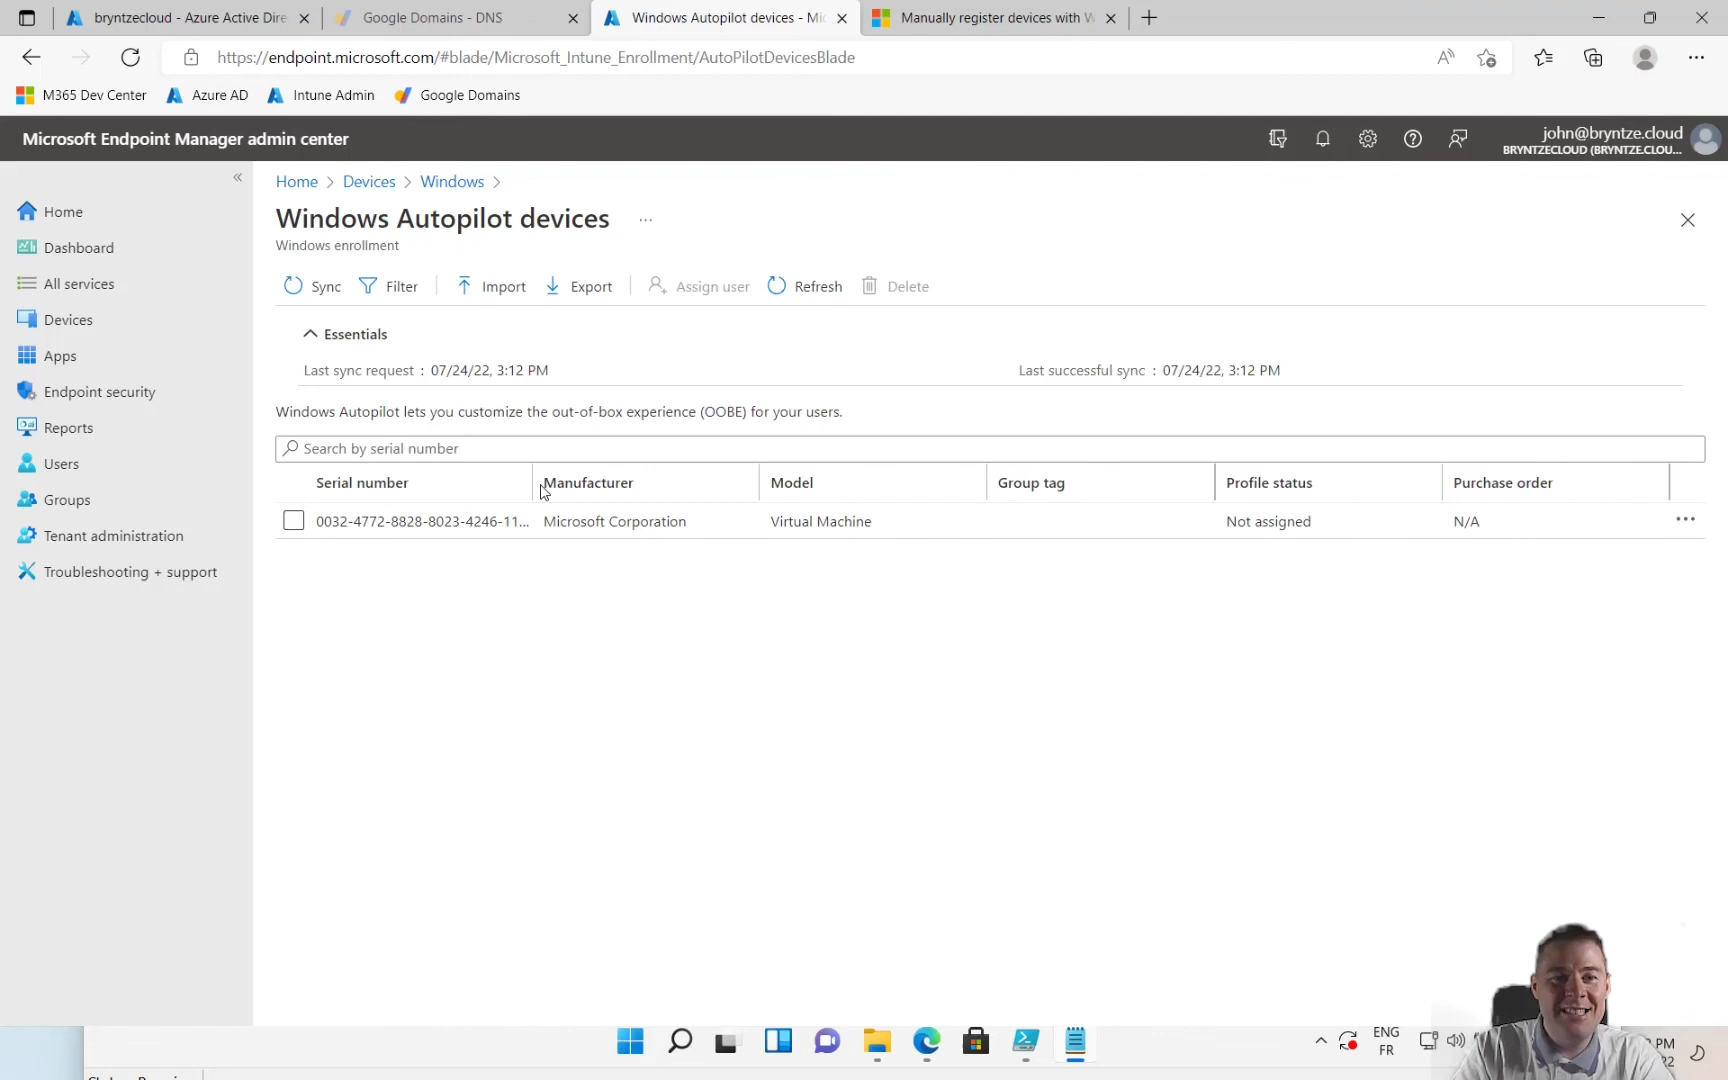 bryntzecloud - Azure Active Dire
Google Domains - DNS
Windows Autopilot devices - Mic
Manually register devices with W
https://endpoint.microsoft.com/#blade/Microsoft_Intune_Enrollment/AutoPilotDevicesBlade
M365 Dev Center
Azure AD
Intune Admin
Google Domains
Microsoft Endpoint Manager admin center
john@bryntze.cloud
BRYNTZECLOUD (BRYNTZE.CLOU...
Home
Dashboard
All services
Devices
Apps
Endpoint security
Reports
Users
Groups
Tenant administration
Troubleshooting + support
Home > Devices > Windows >
Windows Autopilot devices ...
Windows enrollment
Sync Filter Import Export Assign user Refresh Delete
Essentials
Last sync request : 07/24/22, 3:12 PM
Last successful sync : 07/24/22, 3:12 PM
Windows Autopilot lets you customize the out-of-box experience (OOBE) for your users.
Search by serial number
Serial number Manufacturer Model Group tag Profile status Purchase order
0032-4772-8828-8023-4246-11... Microsoft Corporation Virtual Machine Not assigned N/A ...
ENG
FR
PM
22